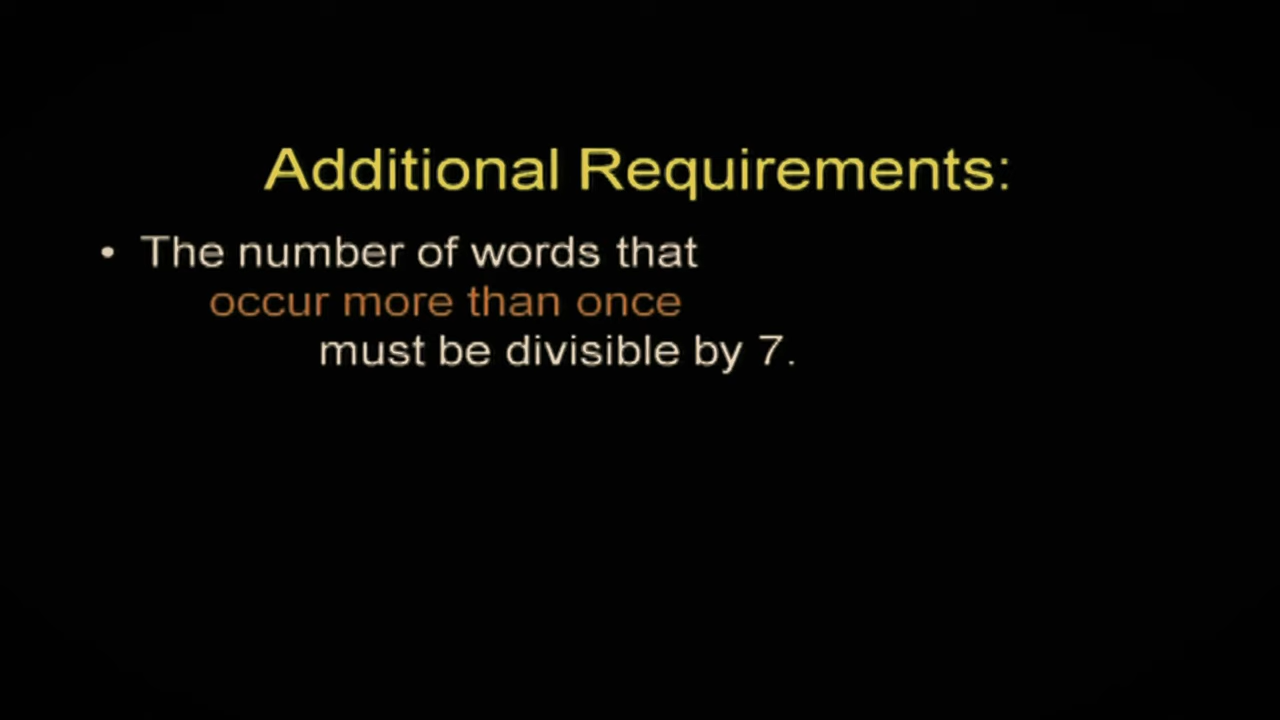 Additional Requirements:
• The number of words that
occur more than once
must be divisible by 7.